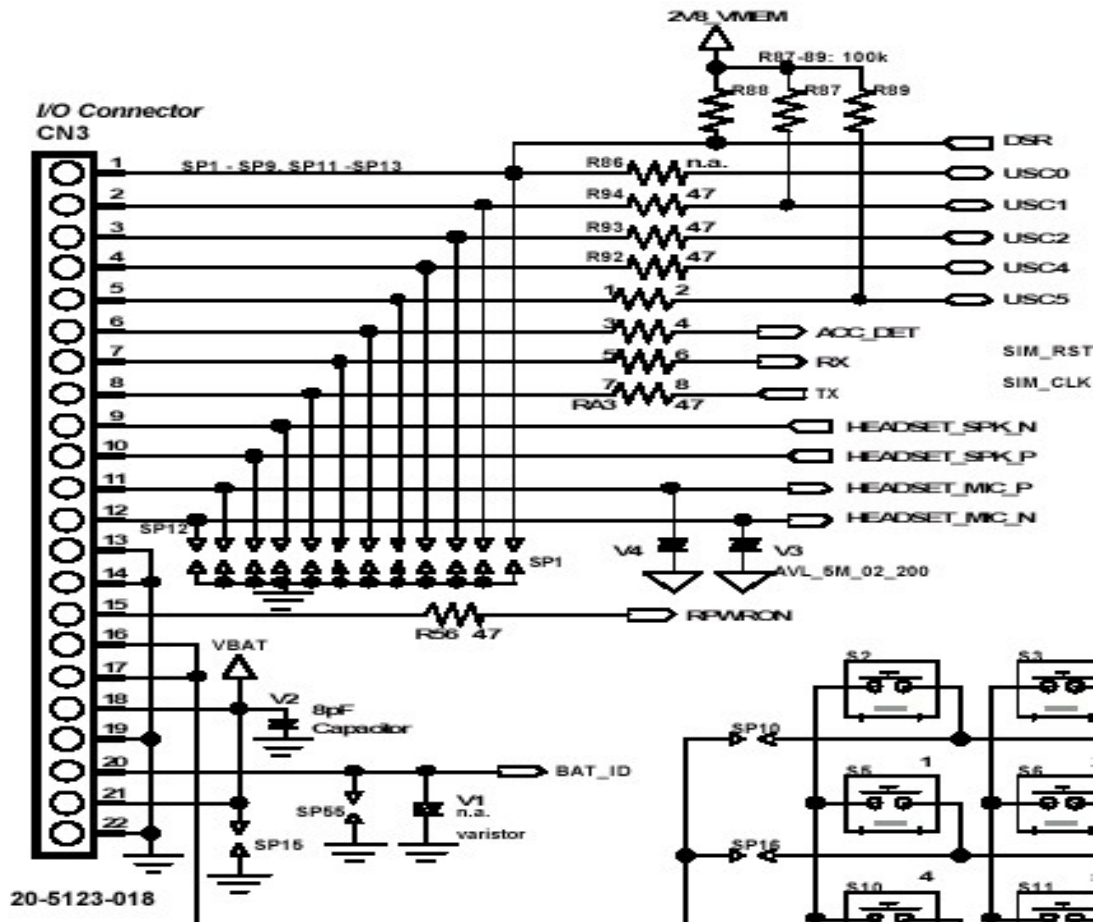 2V8_VMEM
R87-89: 100k
R88 R87 R89
I/O Connector
CN3
DSR
1 SP1 - SP9, SP11 -SP13 R86 n.a. USC0
2 R94 47 USC1
3 R93 47 USC2
4 R92 47 USC4
5 1 2 USC5
6 3 4 ACC_DET
7 5 6 RX SIM_RST
8 7 8 TX SIM_CLK
RA3 47
9 HEADSET_SPK_N
10 HEADSET_SPK_P
11 HEADSET_MIC_P
12 HEADSET_MIC_N
SP12
13 SP1 V4 V3
14 AVL_5M_02_200
15 RPWRON
R56 47
16 VBAT S2 S3
17
18 V2 8pF
Capacitor
19 SP10
20 BAT_ID S5 1 S6
21 SP55 V1
n.a.
varistor
22 SP15 SP16
20-5123-018 S10 4 S11